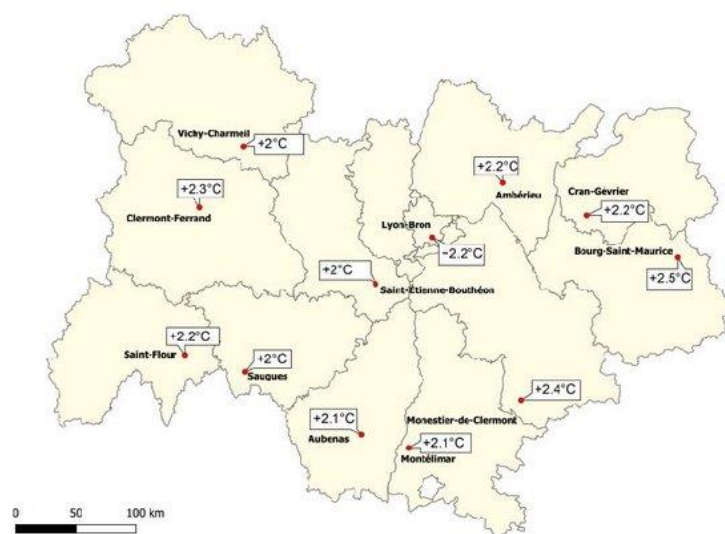 Vichy-Charmeil
+2°C
+2.3°C
Clermont-Ferrand
+2.2°C
Ambérieu
Cran-Gévrier
+2.2°C
Lyon-Bron
+2.2°C
Bourg-Saint-Maurice
+2.5°C
+2°C
Saint-Étienne-Bouthéon
+2.2°C
Saint-Flour
+2°C
Saugues
+2.4°C
+2.1°C
Aubenas
Monestier-de-Clermont
+2.1°C
Montélimar
0 50 100 km